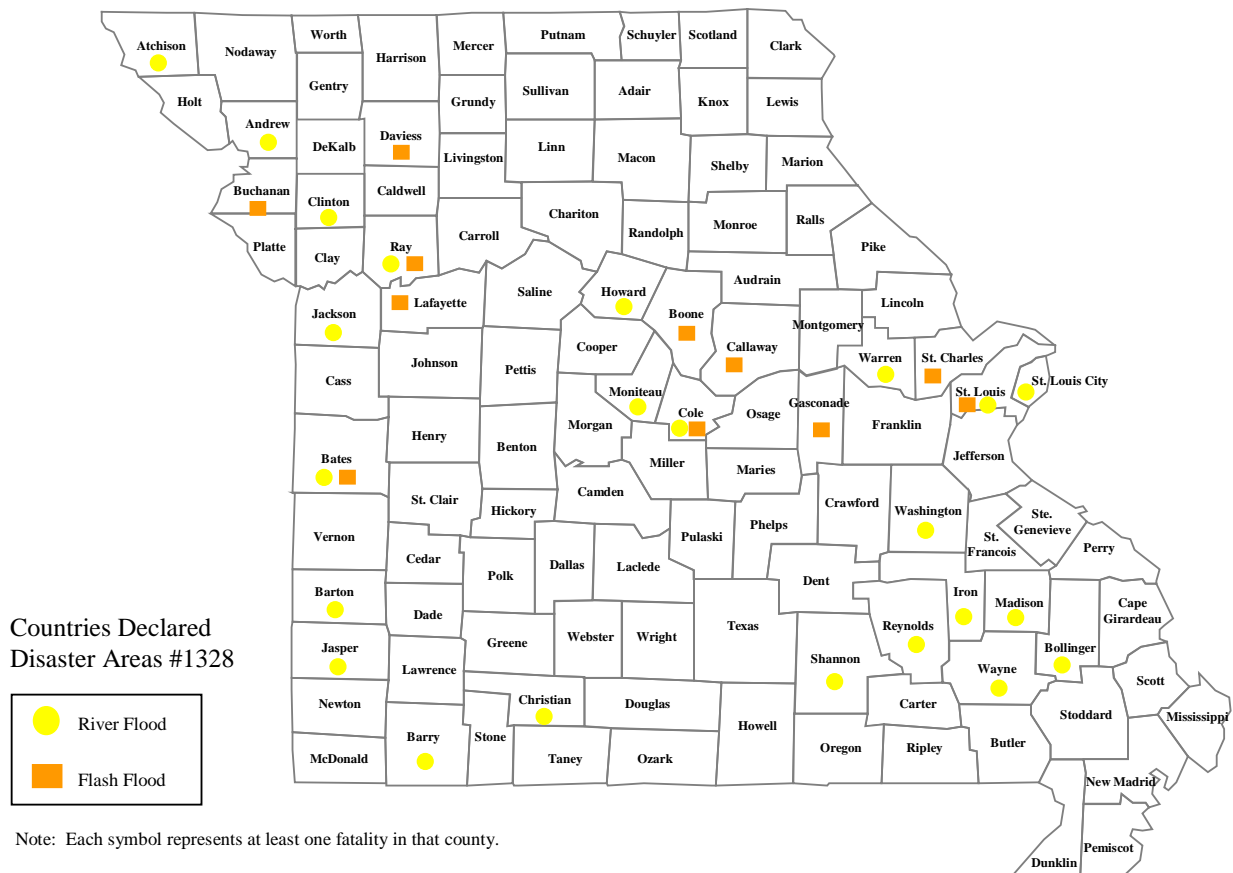 Worth
Putnam
Schuyler
Scotland
Atchison
Nodaway
Harrison
Mercer
Clark
Gentry
Sullivan
Adair
Holt
Grundy
Knox
Lewis
Andrew
Daviess
DeKalb
Linn
Livingston
Macon
Shelby
Marion
Buchanan
Clinton
Caldwell
Chariton
Ralls
Monroe
Randolph
Platte
Clay
Ray
Carroll
Pike
Audrain
Saline
Howard
Lafayette
Lincoln
Jackson
Boone
Montgomery
Callaway
Cooper
Warren
St. Charles
Johnson
Pettis
Cass
St. Louis City
Moniteau
St. Louis
Cole
Osage
Gasconade
Franklin
Morgan
Henry
Benton
Jefferson
Bates
Miller
Maries
Camden
St. Clair
Crawford
Hickory
Washington
Ste.
Genevieve
Phelps
Vernon
Pulaski
St.
Francois
Perry
Cedar
Dallas
Laclede
Polk
Dent
Barton
Iron
Madison
Cape
Girardeau
Dade
Texas
Reynolds
Countries Declared
Disaster Areas #1328
Greene
Webster
Wright
Jasper
Bollinger
Shannon
Lawrence
Wayne
Scott
Newton
Christian
Douglas
Carter
Stoddard
Mississippi
River Flood
Howell
Barry
Stone
Butler
Oregon
Ripley
McDonald
Taney
Ozark
Flash Flood
New Madrid
Note: Each symbol represents at least one fatality in that county.
Pemiscot
Dunklin